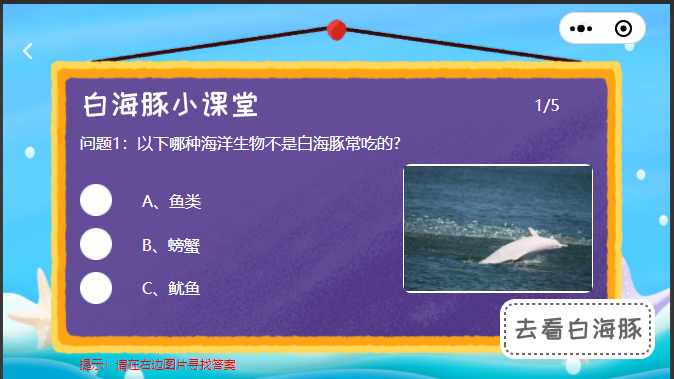 白海豚小课堂
1/5
问题1：以下哪种海洋生物不是白海豚常吃的?
A、鱼类
B、螃蟹
C、鱿鱼
去看白海豚
提示：请在右边图片寻找答案